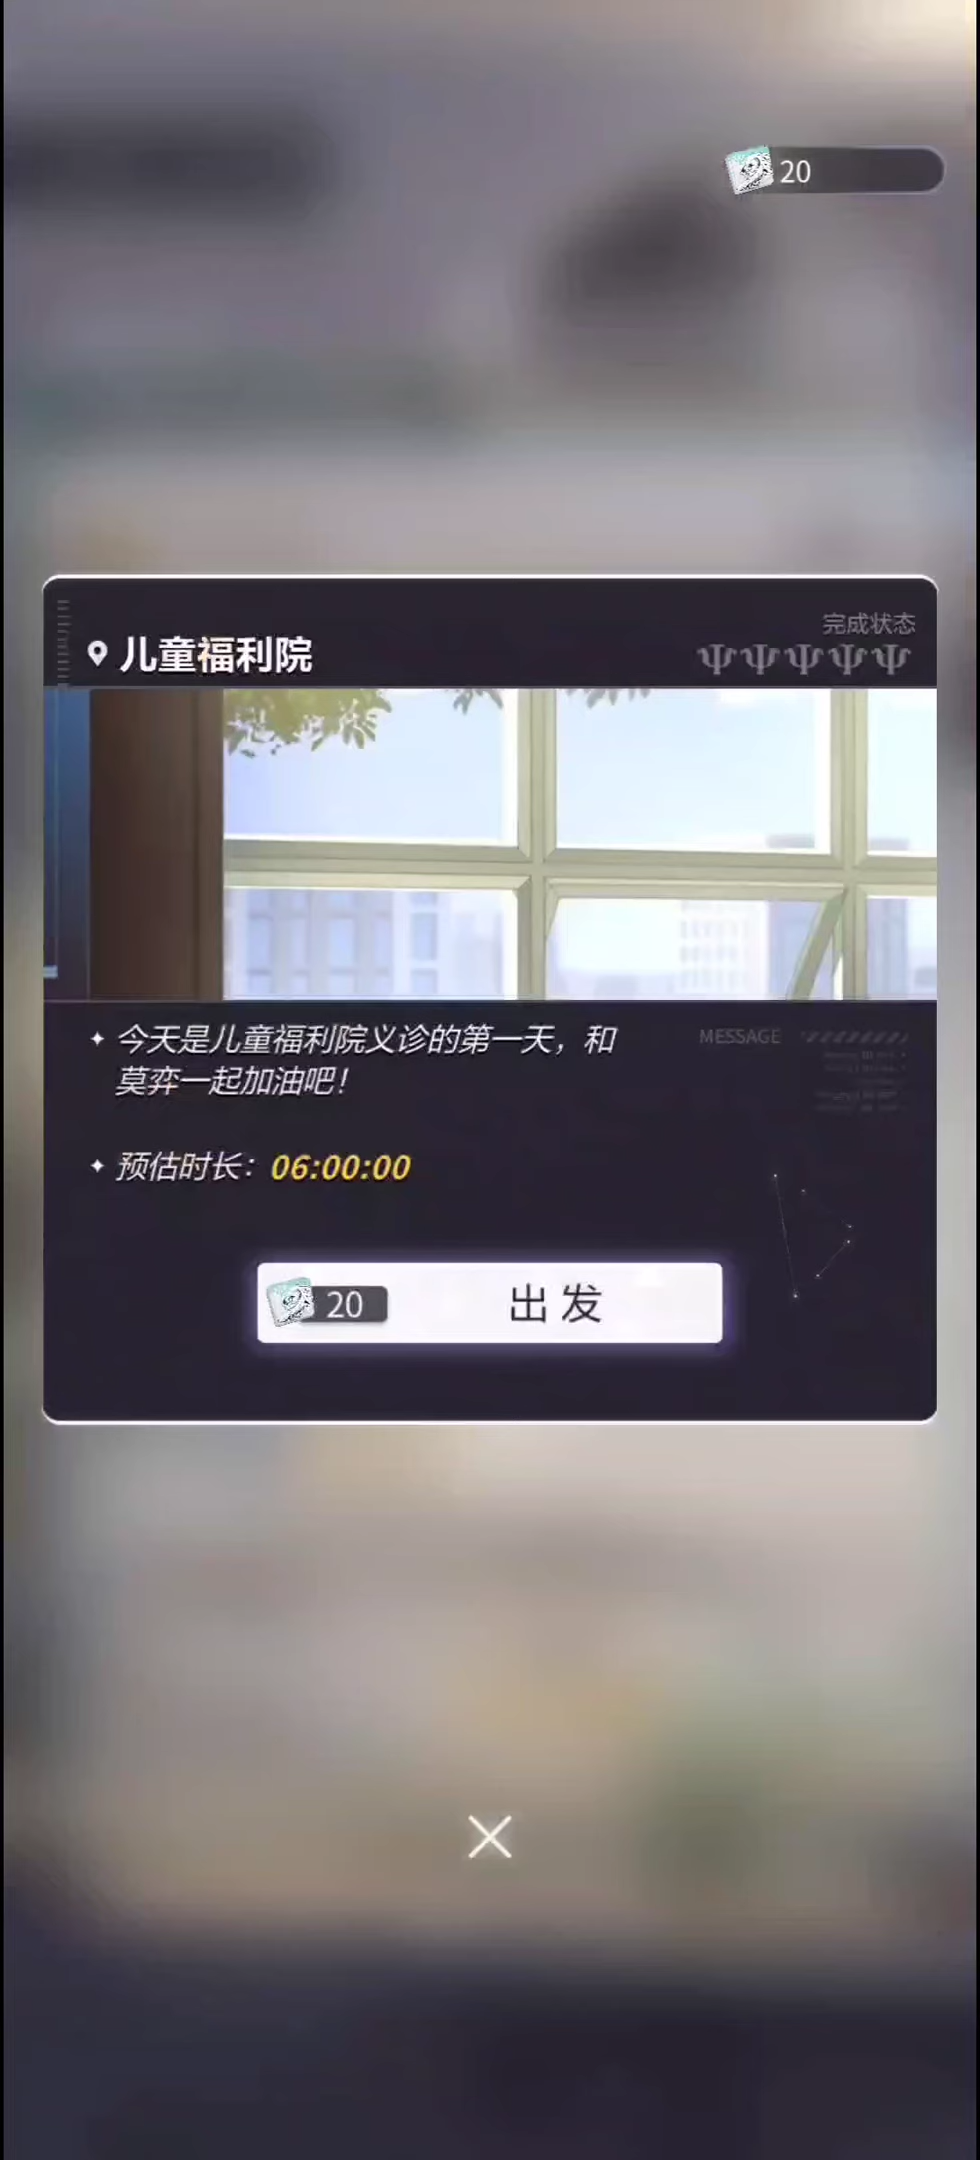 20
完成状态
儿童福利院
今天是儿童福利院义诊的第一天，和
莫弈一起加油吧！
MESSAGE
预估时长：06:00:00
20 出发